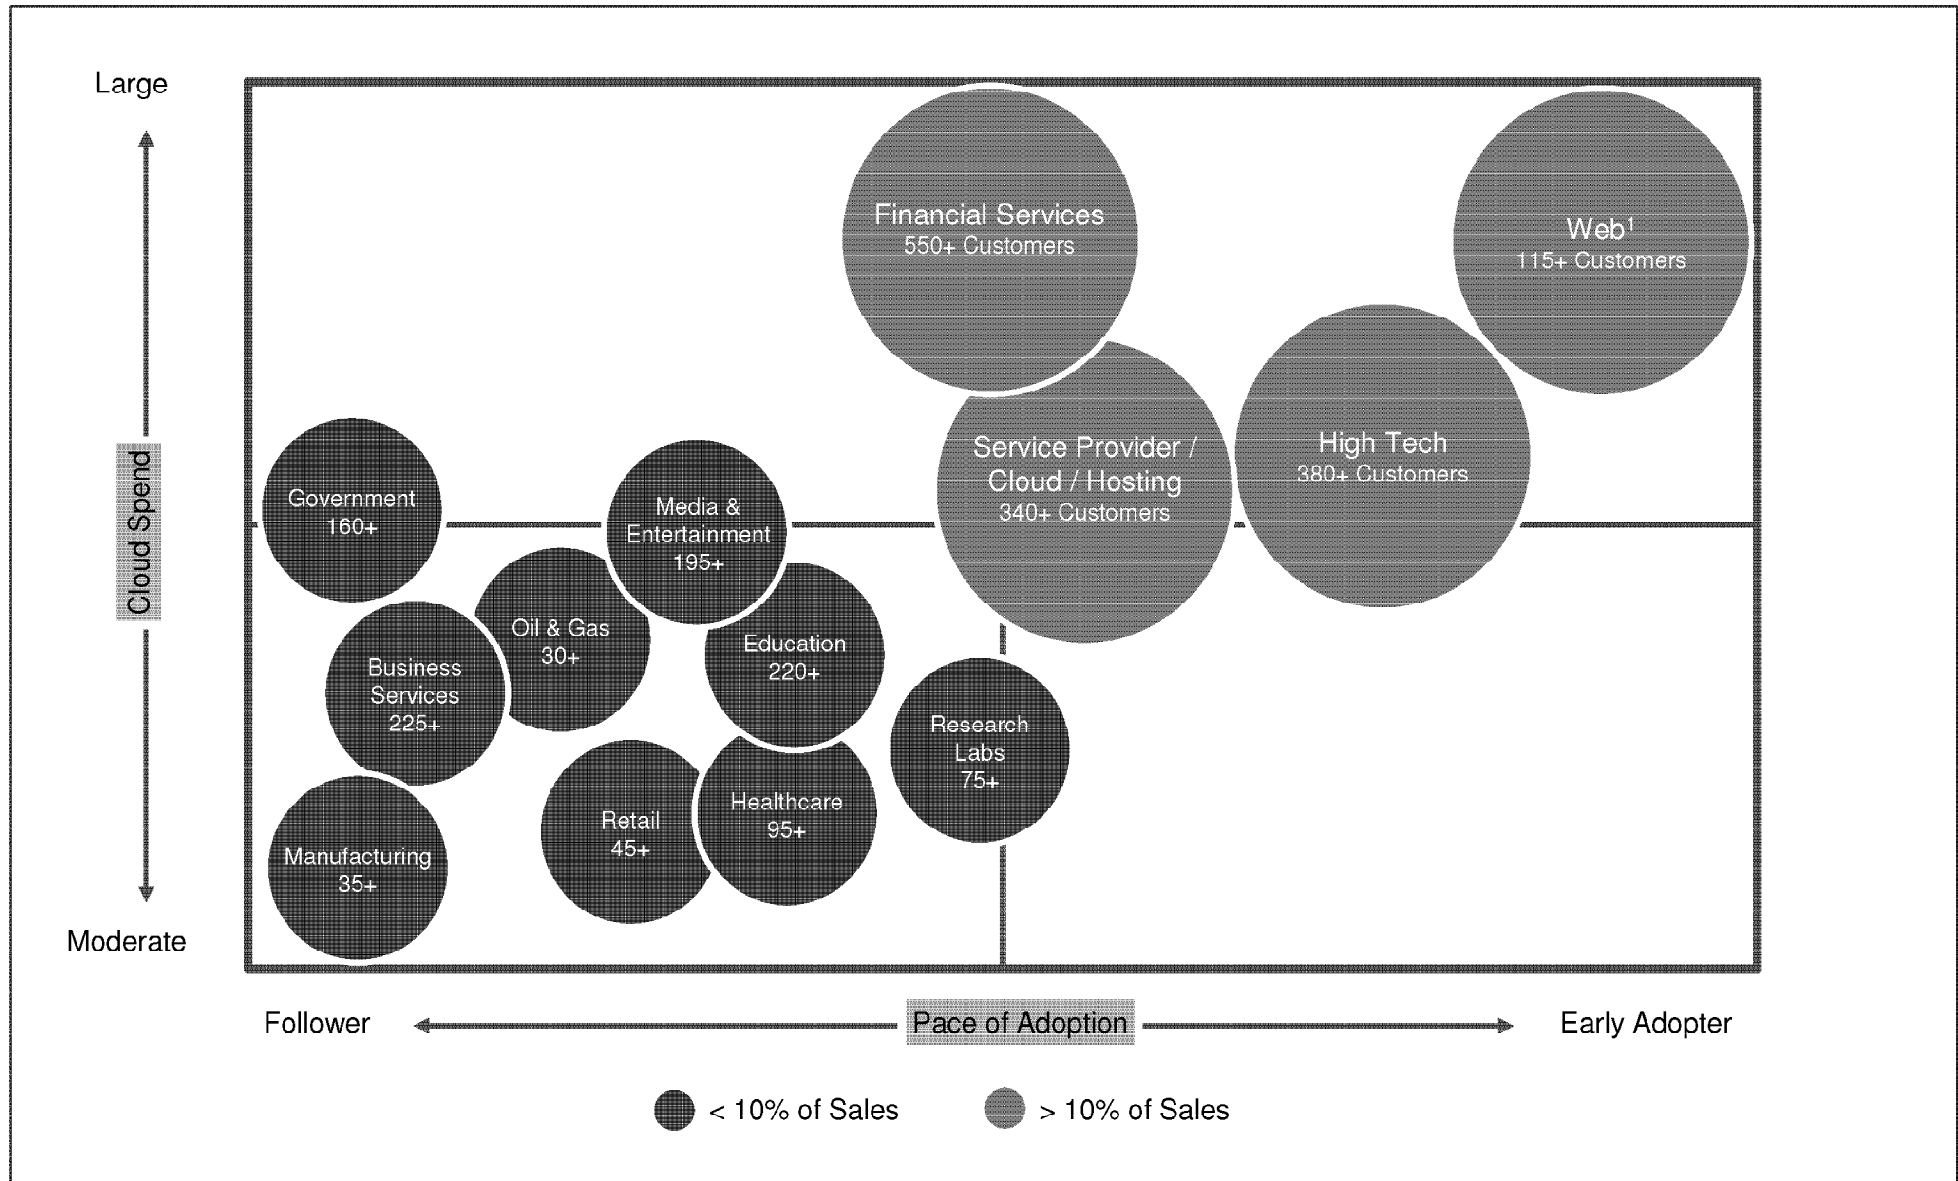 Large
Cloud Spend
Moderate
Financial Services
550+ Customers
Web¹
115+ Customers
Service Provider /
Cloud / Hosting
340+ Customers
High Tech
380+ Customers
Government
160+
Media &
Entertainment
195+
Oil & Gas
30+
Education
220+
Business
Services
225+
Research
Labs
75+
Retail
45+
Healthcare
95+
Manufacturing
35+
Follower
Pace of Adoption
Early Adopter
< 10% of Sales
> 10% of Sales